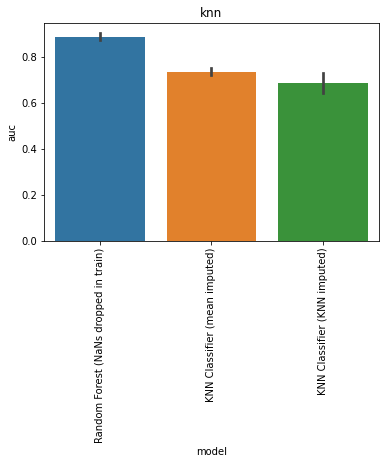 knn
auc
0.8
0.6
0.4
0.2
0.0
Random Forest (NaNs dropped in train)
KNN Classifier (mean imputed)
KNN Classifier (KNN imputed)
model